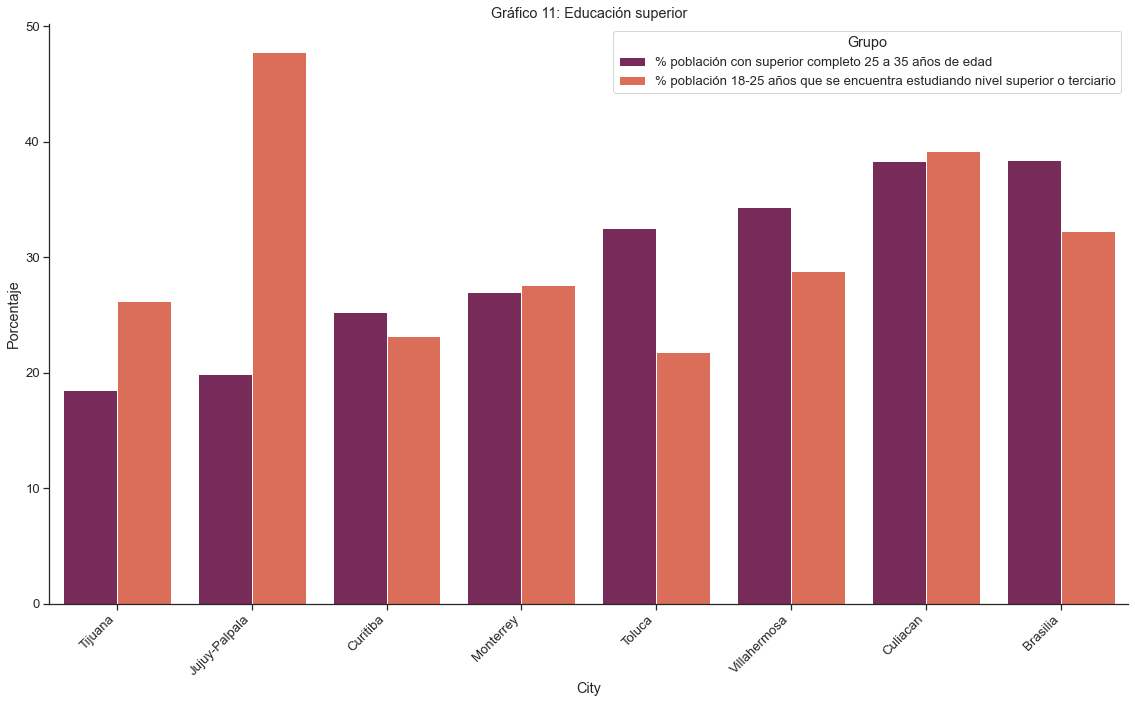 Gráfico 11: Educación superior
Grupo
% población con superior completo 25 a 35 años de edad
% población 18-25 años que se encuentra estudiando nivel superior o terciario
Porcentaje
50
40
30
20
10
0
Tijuana
Jujuy-Palpala
Curitiba
Monterrey
Toluca
Villahermosa
Culiacan
Brasilia
City